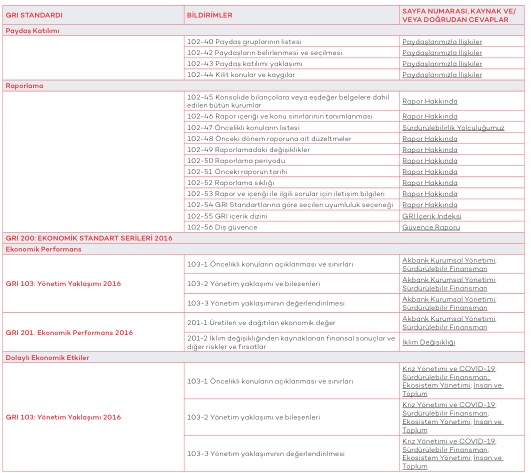 GRI STANDARDI BİLDİRİMLER SAYFA NUMARASI, KAYNAK VE/
VEYA DOĞRUDAN CEVAPLAR
Paydaş Katılımı
102-40 Paydaş gruplarının listesi Paydaşlarımızla İlişkiler
102-42 Paydaşların belirlenmesi ve seçilmesi Paydaşlarımızla İlişkiler
102-43 Paydaş katılımı yaklaşımı Paydaşlarımızla İlişkiler
102-44 Kilit konular ve kaygılar Paydaşlarımızla İlişkiler
Raporlama
102-45 Konsolide bilançolara veya eşdeğer belgelere dahil
edilen bütün kurumlar Rapor Hakkında
102-46 Rapor içeriği ve konu sınırlarının tanımlanması Rapor Hakkında
102-47 Öncelikli konuların listesi Sürdürülebilirlik Yolculuğumuz
102-48 Önceki dönem raporuna ait düzeltmeler Rapor Hakkında
102-49 Raporlamadaki değişiklikler Rapor Hakkında
102-50 Raporlama periyodu Rapor Hakkında
102-51 Önceki raporun tarihi Rapor Hakkında
102-52 Raporlama sıklığı Rapor Hakkında
102-53 Rapor ve içeriği ile ilgili sorular için iletişim bilgileri Rapor Hakkında
102-54 GRI Standartlarına göre seçilen uyumluluk seçeneği Rapor Hakkında
102-55 GRI içerik dizini GRI İçerik İndeksi
102-56 Dış güvence Güvence Raporu
GRI 200: EKONOMİK STANDART SERİLERİ 2016
Ekonomik Performans
GRI 103: Yönetim Yaklaşımı 2016
103-1 Öncelikli konuların açıklanması ve sınırları Akbank Kurumsal Yönetimi;
Sürdürülebilir Finansman
103-2 Yönetim yaklaşımı ve bileşenleri Akbank Kurumsal Yönetimi;
Sürdürülebilir Finansman
103-3 Yönetim yaklaşımının değerlendirilmesi Akbank Kurumsal Yönetimi;
Sürdürülebilir Finansman
GRI 201. Ekonomik Performans 2016
201-1 Üretilen ve dağıtılan ekonomik değer Akbank Kurumsal Yönetimi;
Sürdürülebilir Finansman
201-2 İklim değişikliğinden kaynaklanan finansal sonuçlar ve
diğer riskler ve fırsatlar İklim Değişikliği
Dolaylı Ekonomik Etkiler
GRI 103: Yönetim Yaklaşımı 2016
103-1 Öncelikli konuların açıklanması ve sınırları Kriz Yönetimi ve COVID-19;
Sürdürülebilir Finansman;
Ekosistem Yönetimi; İnsan ve
Toplum
103-2 Yönetim yaklaşımı ve bileşenleri Kriz Yönetimi ve COVID-19;
Sürdürülebilir Finansman;
Ekosistem Yönetimi; İnsan ve
Toplum
103-3 Yönetim yaklaşımının değerlendirilmesi Kriz Yönetimi ve COVID-19;
Sürdürülebilir Finansman;
Ekosistem Yönetimi; İnsan ve
Toplum